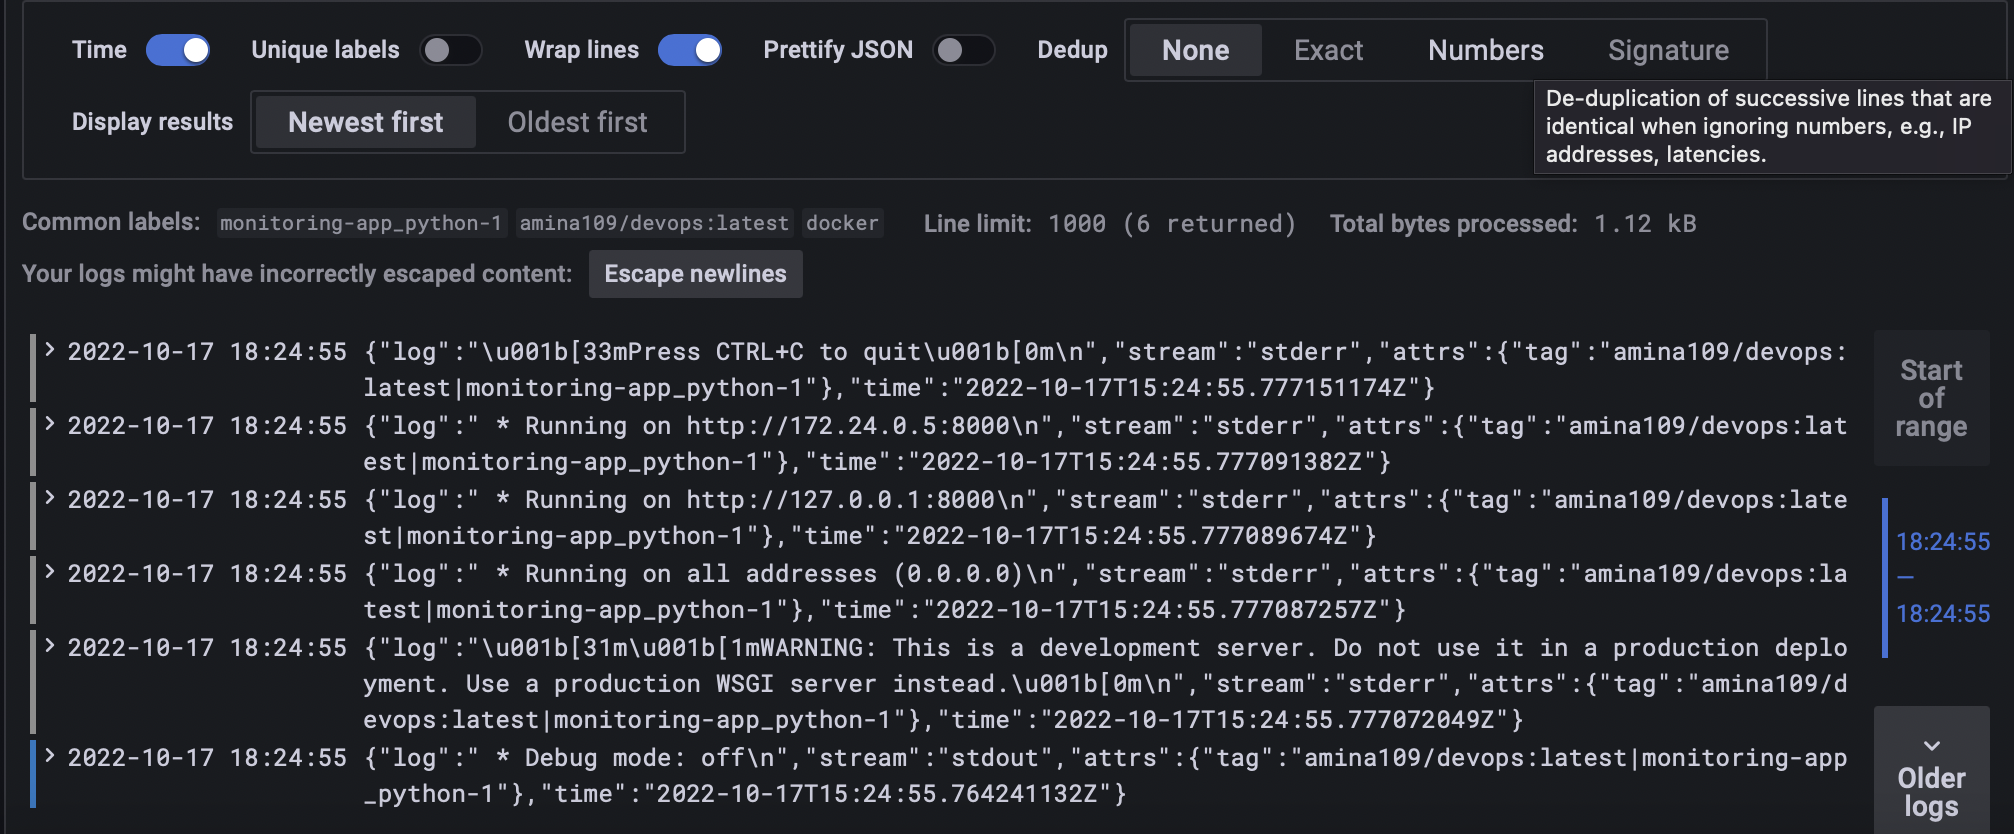 Time Unique labels Wrap lines Prettify JSON Dedup None Exact Numbers Signature
De-duplication of successive lines that are
identical when ignoring numbers, e.g., IP
addresses, latencies.
Display results Newest first Oldest first
Common labels: monitoring-app_python-1 amina109/devops:latest docker Line limit: 1000 (6 returned) Total bytes processed: 1.12 kB
Your logs might have incorrectly escaped content: Escape newlines
> 2022-10-17 18:24:55 {"log":"\u001b[33mPress CTRL+C to quit\u001b[0m\n","stream":"stderr","attrs":{"tag":"amina109/devops:
latest|monitoring-app_python-1"},"time":"2022-10-17T15:24:55.777151174Z"}
> 2022-10-17 18:24:55 {"log":" * Running on http://172.24.0.5:8000\n","stream":"stderr","attrs":{"tag":"amina109/devops:lat
est|monitoring-app_python-1"},"time":"2022-10-17T15:24:55.777091382Z"}
> 2022-10-17 18:24:55 {"log":" * Running on http://127.0.0.1:8000\n","stream":"stderr","attrs":{"tag":"amina109/devops:late
st|monitoring-app_python-1"},"time":"2022-10-17T15:24:55.777089674Z"}
> 2022-10-17 18:24:55 {"log":" * Running on all addresses (0.0.0.0)\n","stream":"stderr","attrs":{"tag":"amina109/devops:la
test|monitoring-app_python-1"},"time":"2022-10-17T15:24:55.777087257Z"}
> 2022-10-17 18:24:55 {"log":"\u001b[31m\u001b[1mWARNING: This is a development server. Do not use it in a production deplo
yment. Use a production WSGI server instead.\u001b[0m\n","stream":"stderr","attrs":{"tag":"amina109/d
evops:latest|monitoring-app_python-1"},"time":"2022-10-17T15:24:55.777072049Z"}
> 2022-10-17 18:24:55 {"log":" * Debug mode: off\n","stream":"stdout","attrs":{"tag":"amina109/devops:latest|monitoring-app
_python-1"},"time":"2022-10-17T15:24:55.764241132Z"}
Start
of
range
18:24:55
—
18:24:55
Older
logs